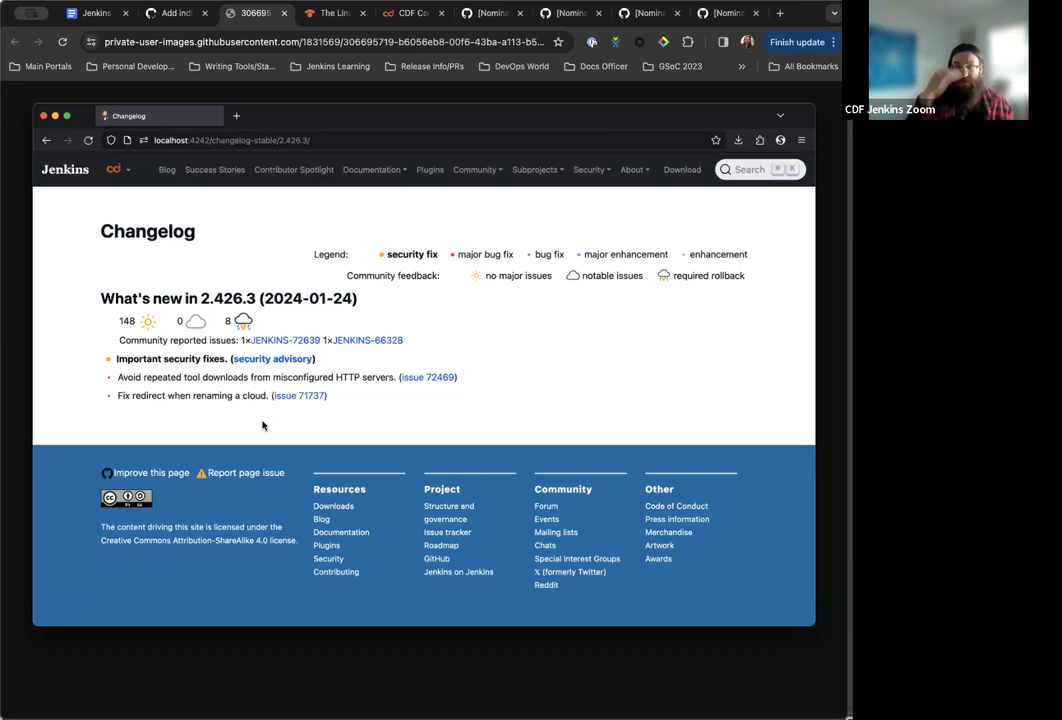 Jenkins
Add indi
306695
The Linu
CDF Co
[Nomina
[Nomina
[Nomina
[Nomina
private-user-images.githubusercontent.com/1831569/306695719-b6056eb8-00f6-43ba-a113-b5...
Finish update
Main Portals
Personal Develop...
Writing Tools/Sta...
Jenkins Learning
Release Info/PRs
DevOps World
Docs Officer
GSoC 2023
»
All Bookmarks
CDF Jenkins Zoom
Changelog
localhost:4242/changelog-stable/2.426.3/
Jenkins
cd
Blog
Success Stories
Contributor Spotlight
Documentation
Plugins
Community
Subprojects
Security
About
Download
Search ⌘ K
Changelog
Legend: security fix major bug fix bug fix major enhancement enhancement
Community feedback: no major issues notable issues required rollback
What's new in 2.426.3 (2024-01-24)
148 0 8
Community reported issues: 1×JENKINS-72639 1×JENKINS-66328
Important security fixes. (security advisory)
Avoid repeated tool downloads from misconfigured HTTP servers. (issue 72469)
Fix redirect when renaming a cloud. (issue 71737)
Improve this page Report page issue
cc BY SA
The content driving this site is licensed under the
Creative Commons Attribution-ShareAlike 4.0 license.
Resources
Downloads
Blog
Documentation
Plugins
Security
Contributing
Project
Structure and
governance
Issue tracker
Roadmap
GitHub
Jenkins on Jenkins
Community
Forum
Events
Mailing lists
Chats
Special Interest Groups
X (formerly Twitter)
Reddit
Other
Code of Conduct
Press information
Merchandise
Artwork
Awards